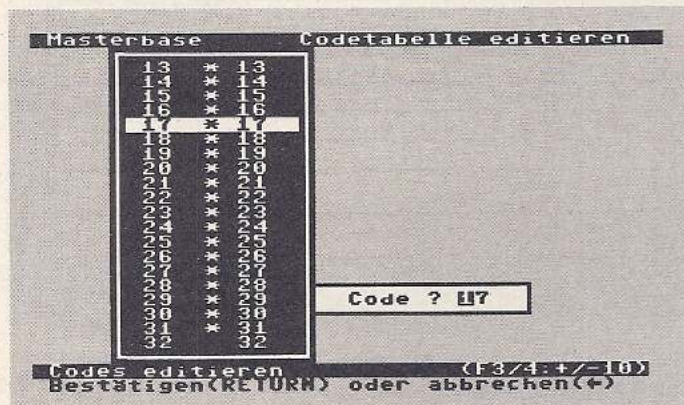 Masterbase Codetabelle editieren
13 * 13
14 * 14
15 * 15
16 * 16
17 * 17
18 * 18
19 * 19
20 * 20
21 * 21
22 * 22
23 * 23
24 * 24
25 * 25
26 * 26
27 * 27
28 * 28
29 * 29
30 * 30
31 * 31
32 32
Code ? 17
Codes editieren (F3/4:+/-10)
Bestätigen(RETURN) oder abbrechen(←)